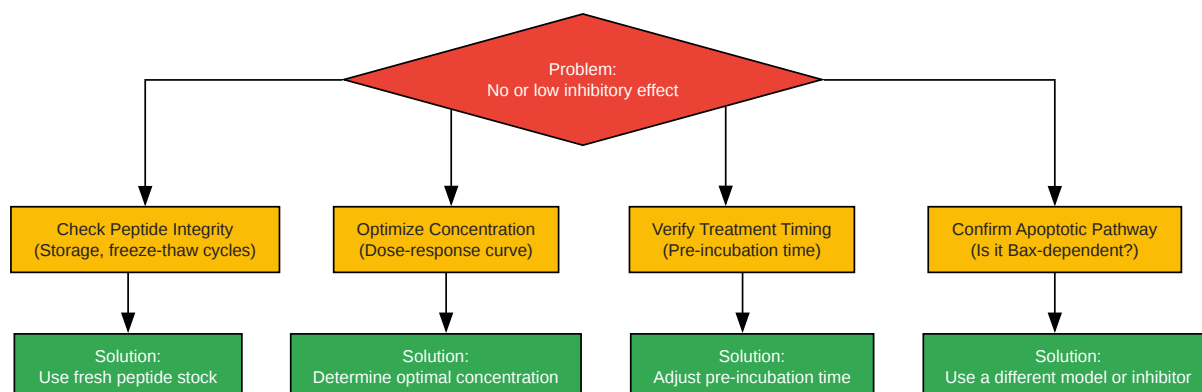 Problem:
No or low inhibitory effect
Check Peptide Integrity
(Storage, freeze-thaw cycles)
Optimize Concentration
(Dose-response curve)
Verify Treatment Timing
(Pre-incubation time)
Confirm Apoptotic Pathway
(Is it Bax-dependent?)
Solution:
Use fresh peptide stock
Solution:
Determine optimal concentration
Solution:
Adjust pre-incubation time
Solution:
Use a different model or inhibitor